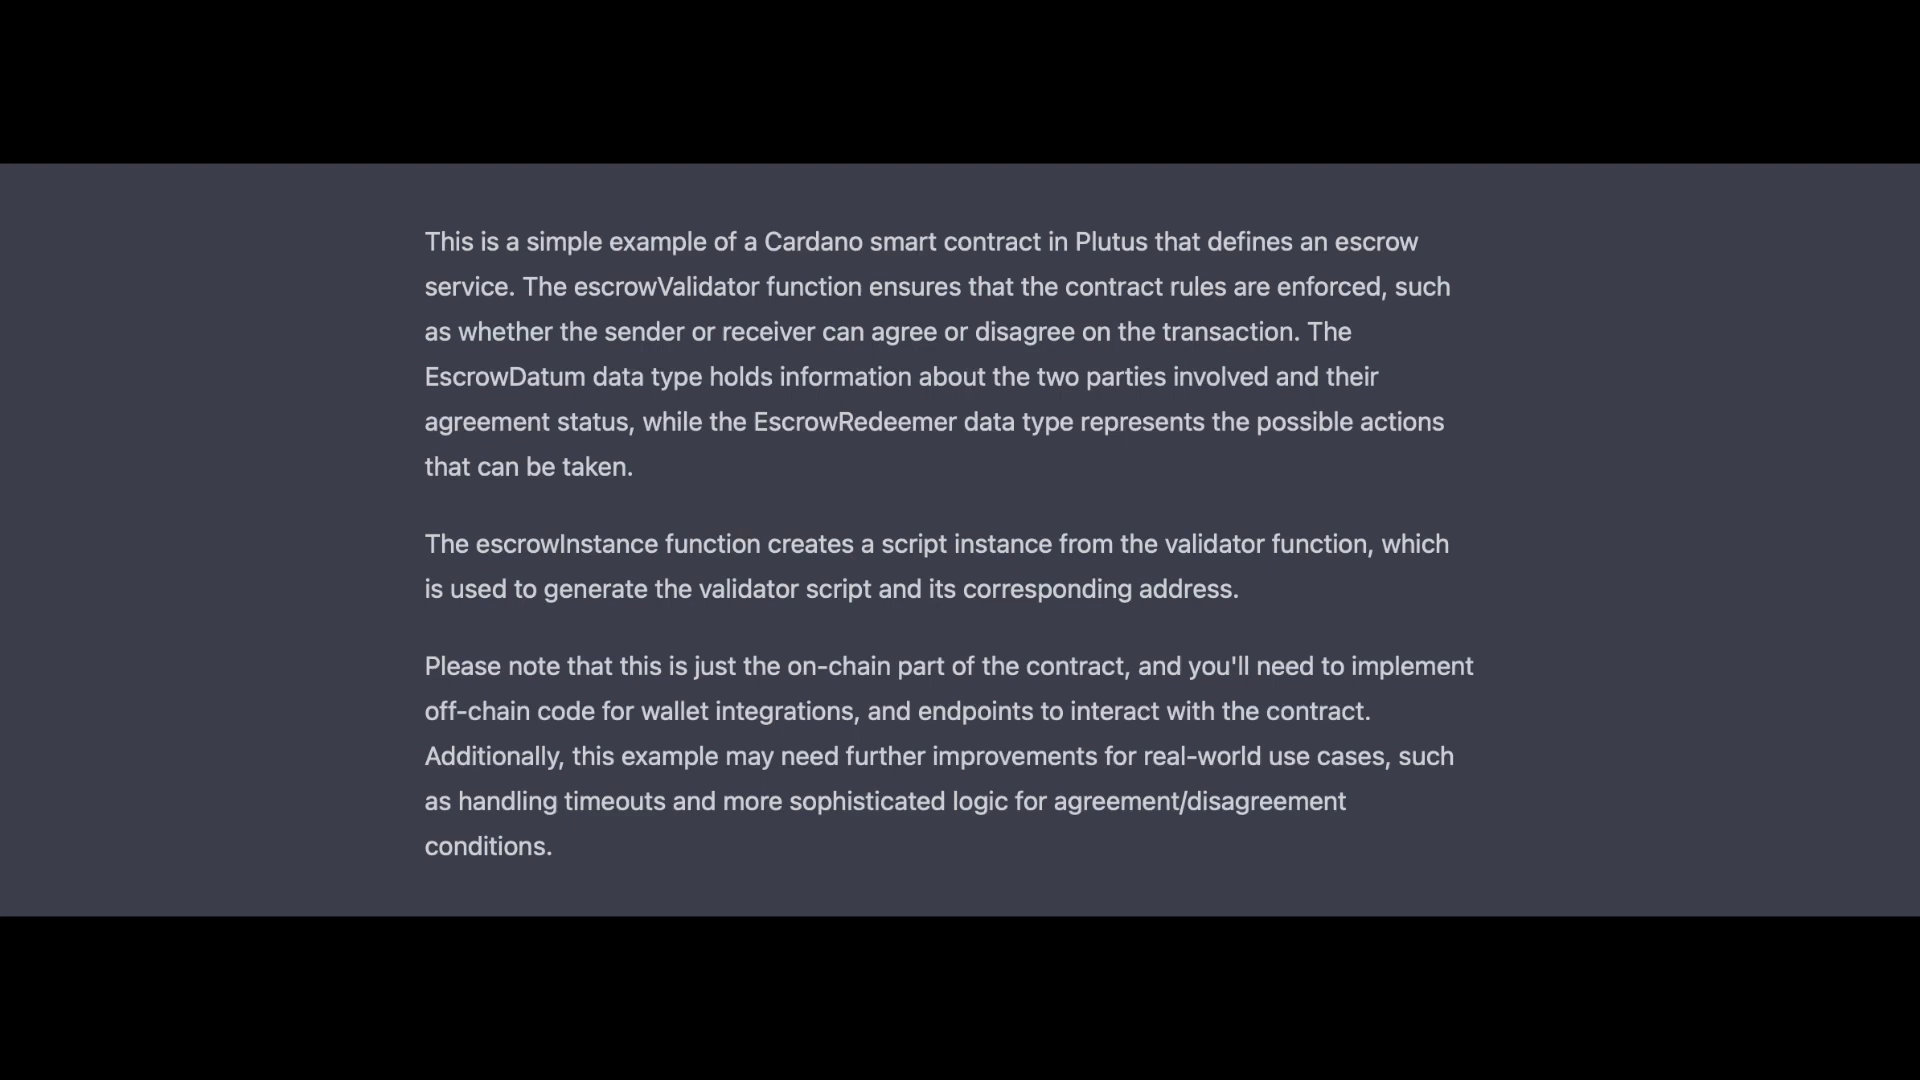 This is a simple example of a Cardano smart contract in Plutus that defines an escrow
service. The escrowValidator function ensures that the contract rules are enforced, such
as whether the sender or receiver can agree or disagree on the transaction. The
EscrowDatum data type holds information about the two parties involved and their
agreement status, while the EscrowRedeemer data type represents the possible actions
that can be taken.
The escrowInstance function creates a script instance from the validator function, which
is used to generate the validator script and its corresponding address.
Please note that this is just the on-chain part of the contract, and you'll need to implement
off-chain code for wallet integrations, and endpoints to interact with the contract.
Additionally, this example may need further improvements for real-world use cases, such
as handling timeouts and more sophisticated logic for agreement/disagreement
conditions.